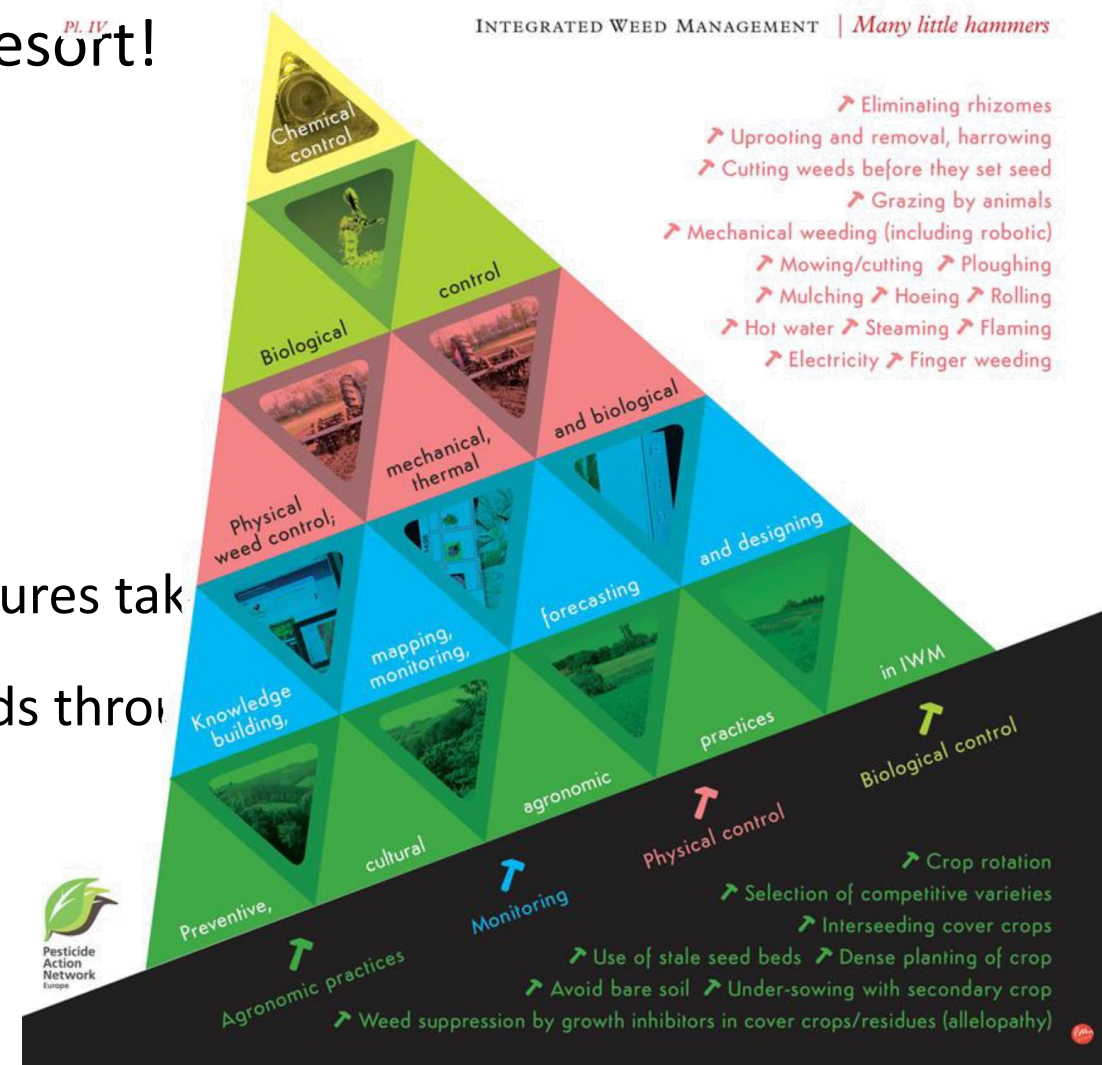 esort!
Pl. IV
INTEGRATED WEED MANAGEMENT | Many little hammers
Eliminating rhizomes
Uprooting and removal, harrowing
Cutting weeds before they set seed
Grazing by animals
Mechanical weeding (including robotic)
Mowing/cutting Ploughing
Mulching Hoeing Rolling
Hot water Steaming Flaming
Electricity Finger weeding
Chemical
control
Biological control
Physical
weed control;
mechanical,
thermal
and biological
Knowledge
building,
mapping,
monitoring,
forecasting
and designing
Preventive,
cultural
agronomic
practices
in IWM
ures tak
ds throu
Agronomic practices
Monitoring
Physical control
Biological control
Crop rotation
Selection of competitive varieties
Interseeding cover crops
Use of stale seed beds Dense planting of crop
Avoid bare soil Under-sowing with secondary crop
Weed suppression by growth inhibitors in cover crops/residues (allelopathy)
Pesticide
Action
Network
Europe